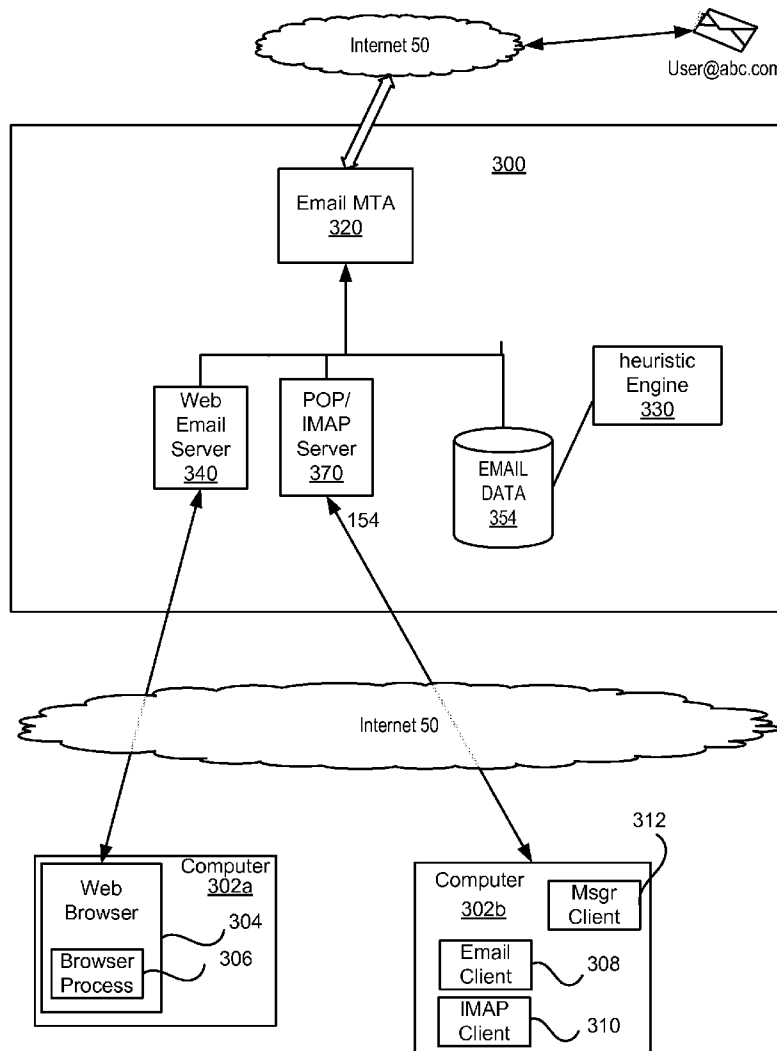 Internet 50
User@abc.com
300
Email MTA
320
heuristic
Engine
330
Web
Email
Server
340
POP/
IMAP
Server
370
EMAIL
DATA
354
154
Internet 50
312
Computer
302a
Web
Browser
304
Browser
Process
306
Computer
302b
Msgr
Client
Email
Client
308
IMAP
Client
310